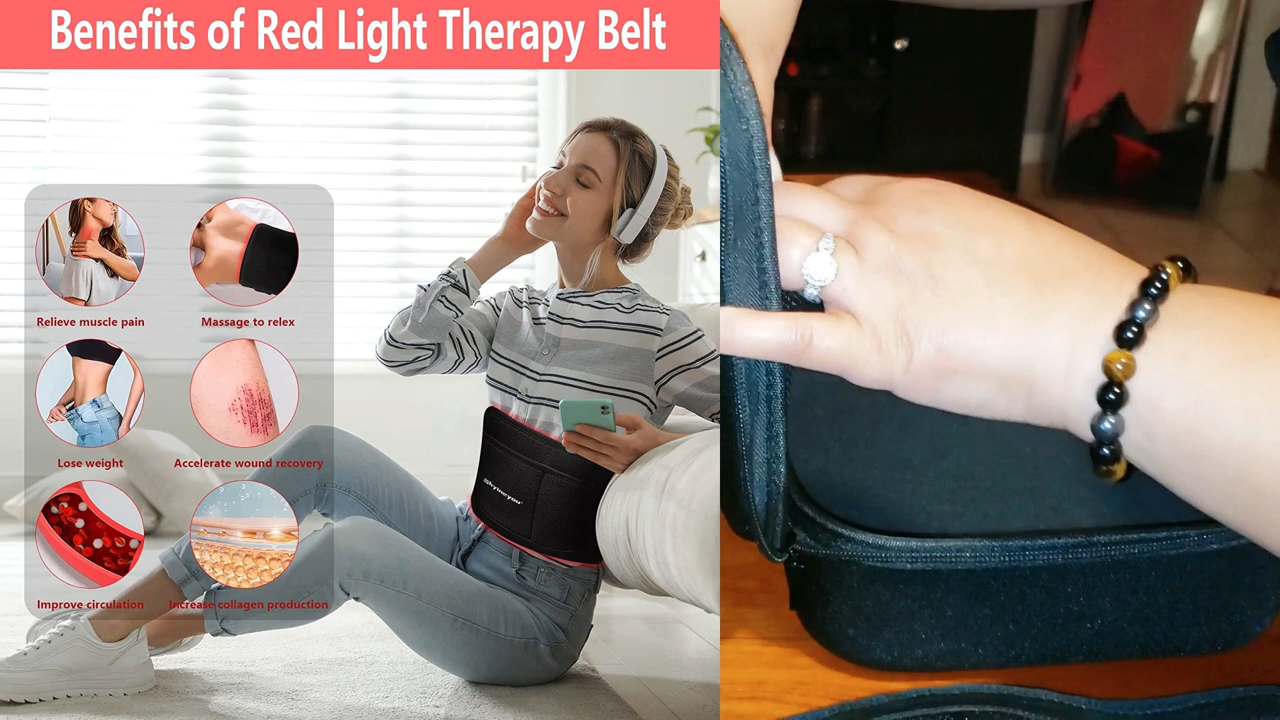 Benefits of Red Light Therapy Belt
Relieve muscle pain
Massage to relex
Lose weight
Accelerate wound recovery
Improve circulation
Increase collagen production